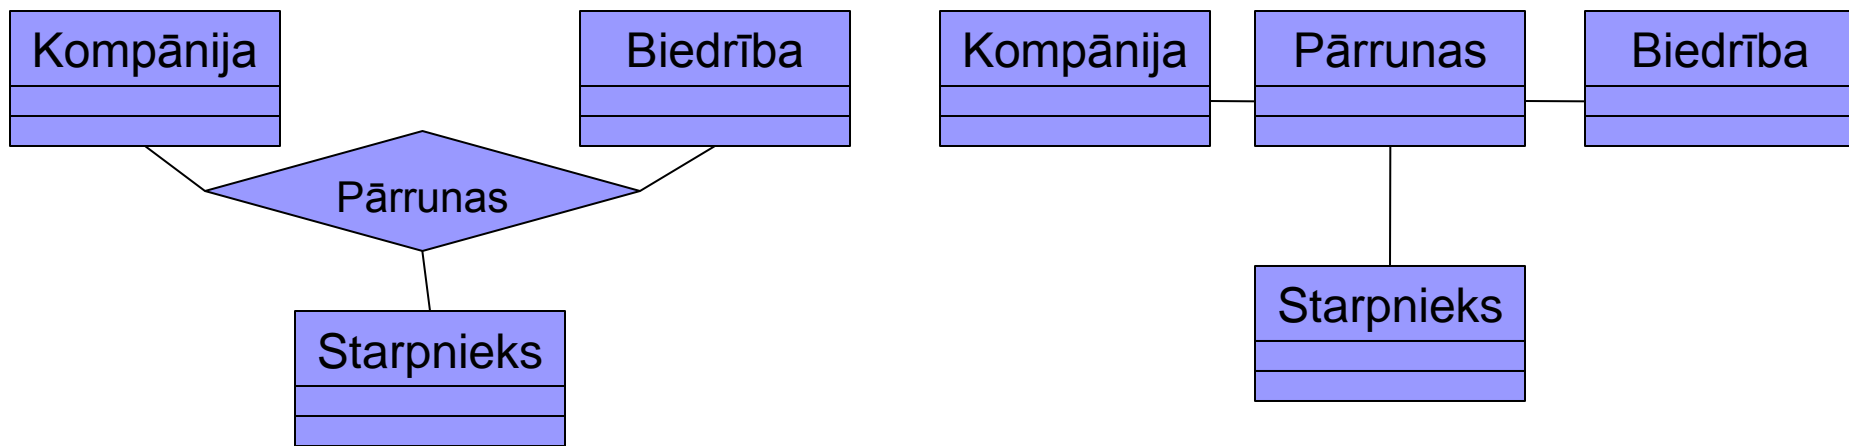 Kompānija
Biedrība
Pārrunas
Starpnieks
Kompānija
Pārrunas
Biedrība
Starpnieks